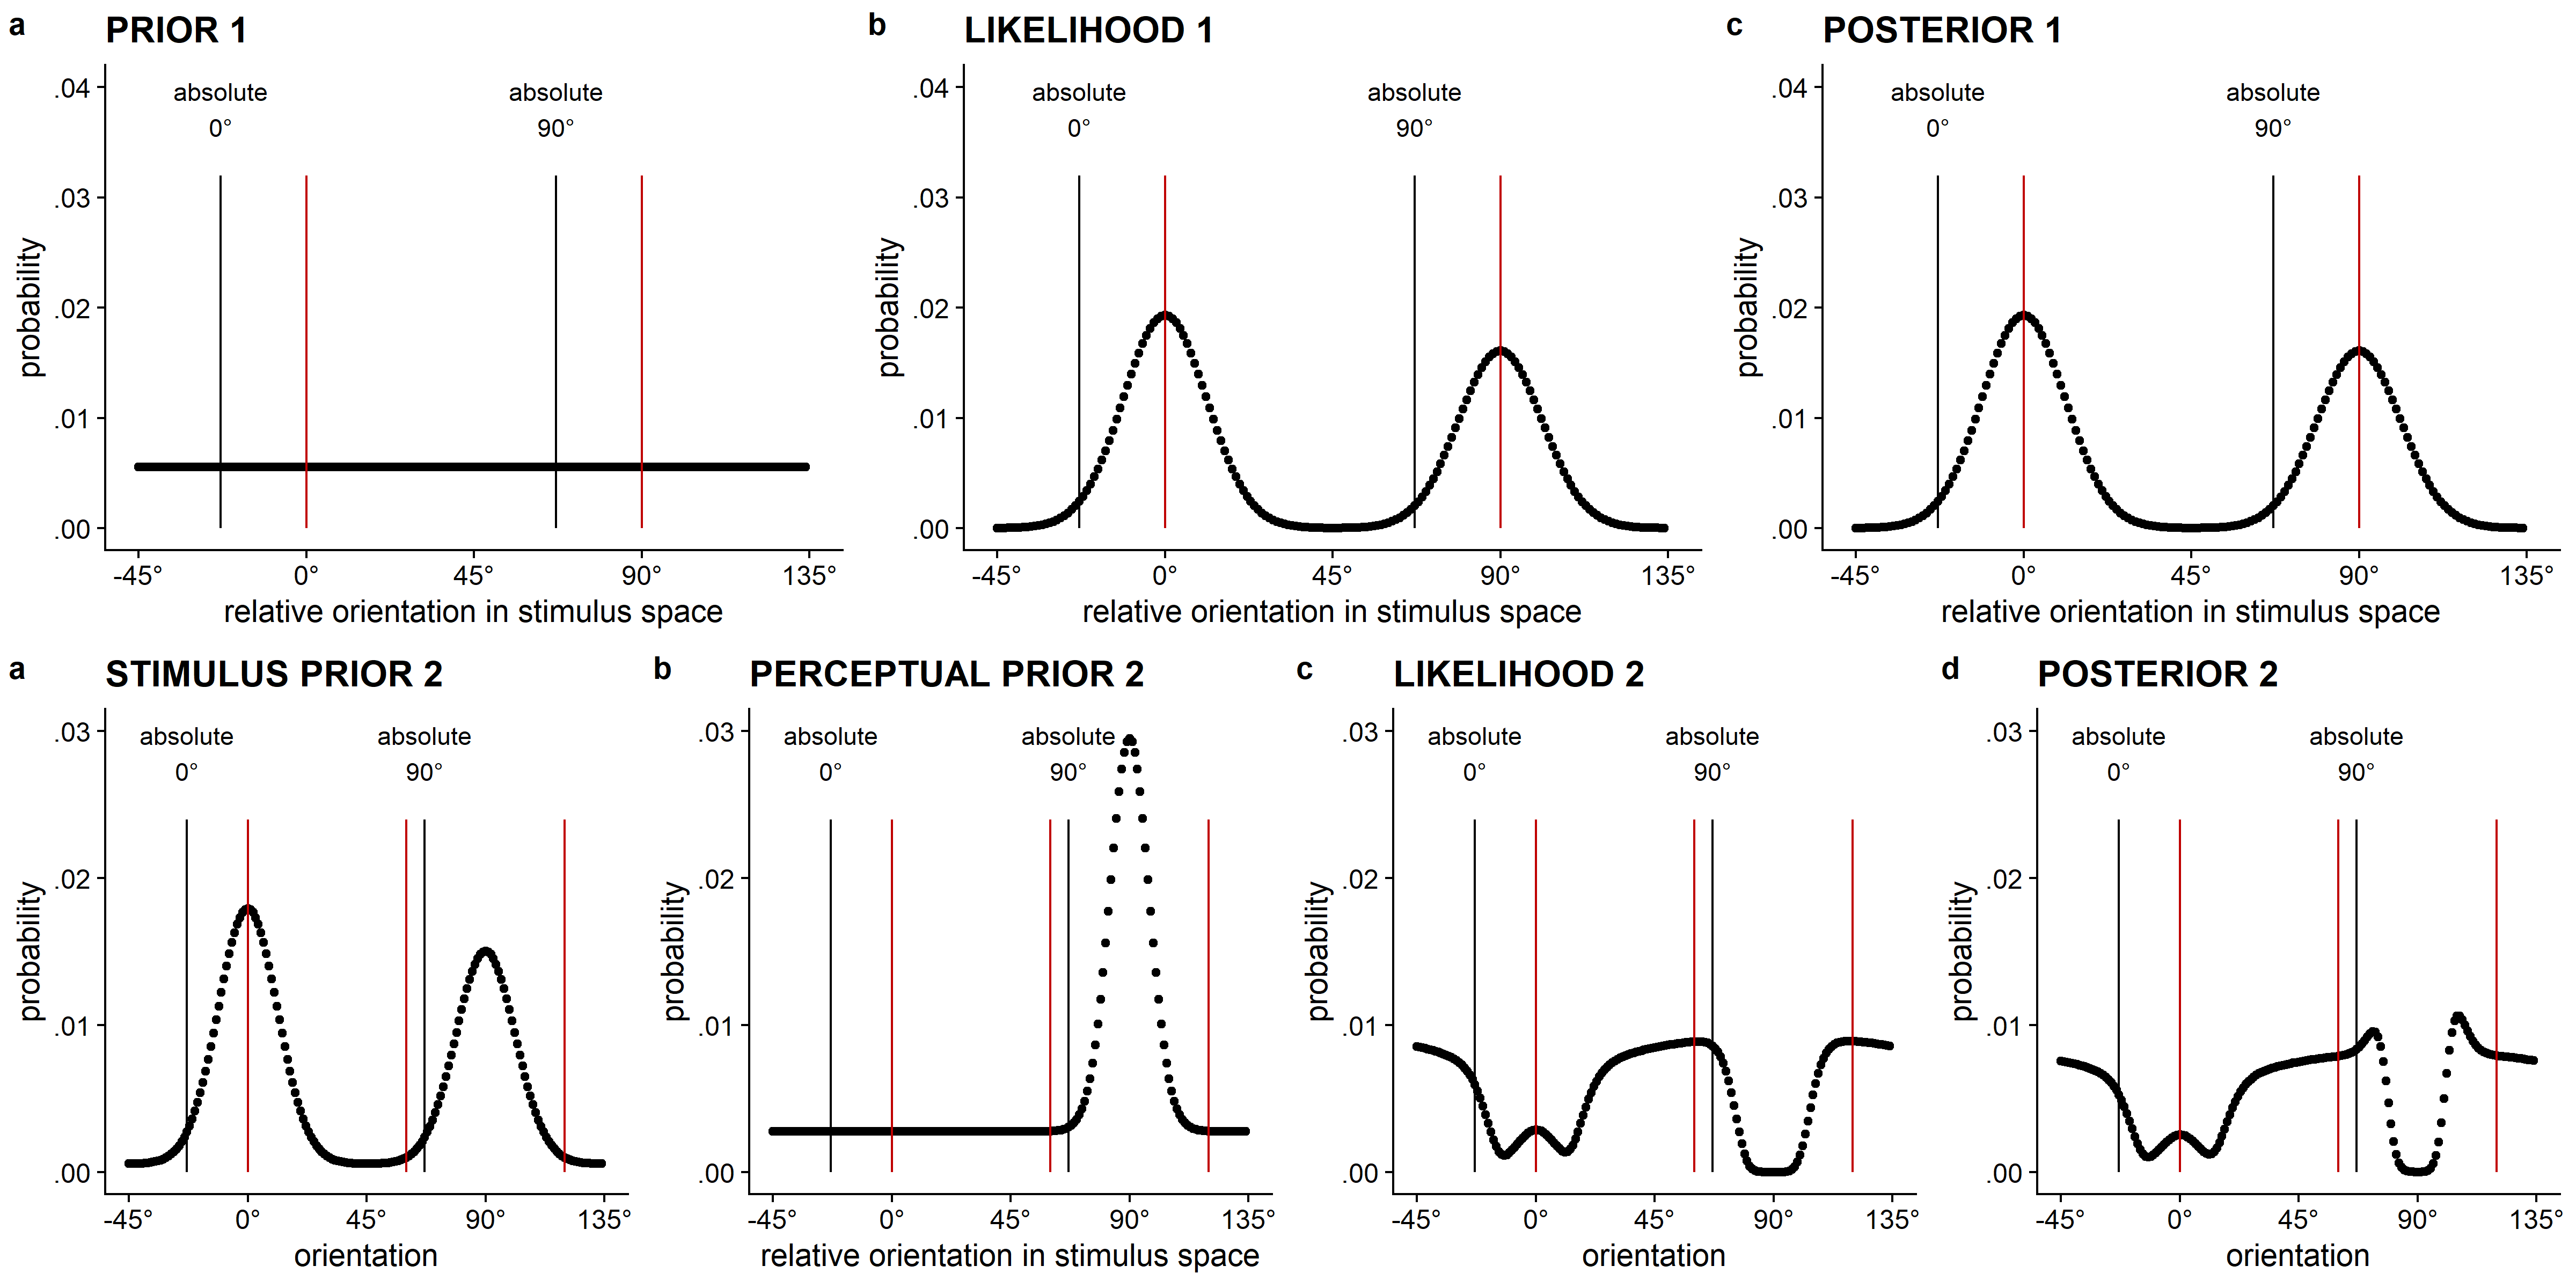 a PRIOR 1
absolute absolute
0° 90°
.04
.03
.02
.01
.00
probability
-45° 0° 45° 90° 135°
relative orientation in stimulus space
b LIKELIHOOD 1
absolute absolute
0° 90°
.04
.03
.02
.01
.00
probability
-45° 0° 45° 90° 135°
relative orientation in stimulus space
c POSTERIOR 1
absolute absolute
0° 90°
.04
.03
.02
.01
.00
probability
-45° 0° 45° 90° 135°
relative orientation in stimulus space
a STIMULUS PRIOR 2
absolute absolute
0° 90°
.03
.02
.01
.00
probability
-45° 0° 45° 90° 135°
orientation
b PERCEPTUAL PRIOR 2
absolute absolute
0° 90°
.03
.02
.01
.00
probability
-45° 0° 45° 90° 135°
relative orientation in stimulus space
c LIKELIHOOD 2
absolute absolute
0° 90°
.03
.02
.01
.00
probability
-45° 0° 45° 90° 135°
orientation
d POSTERIOR 2
absolute absolute
0° 90°
.03
.02
.01
.00
probability
-45° 0° 45° 90° 135°
orientation